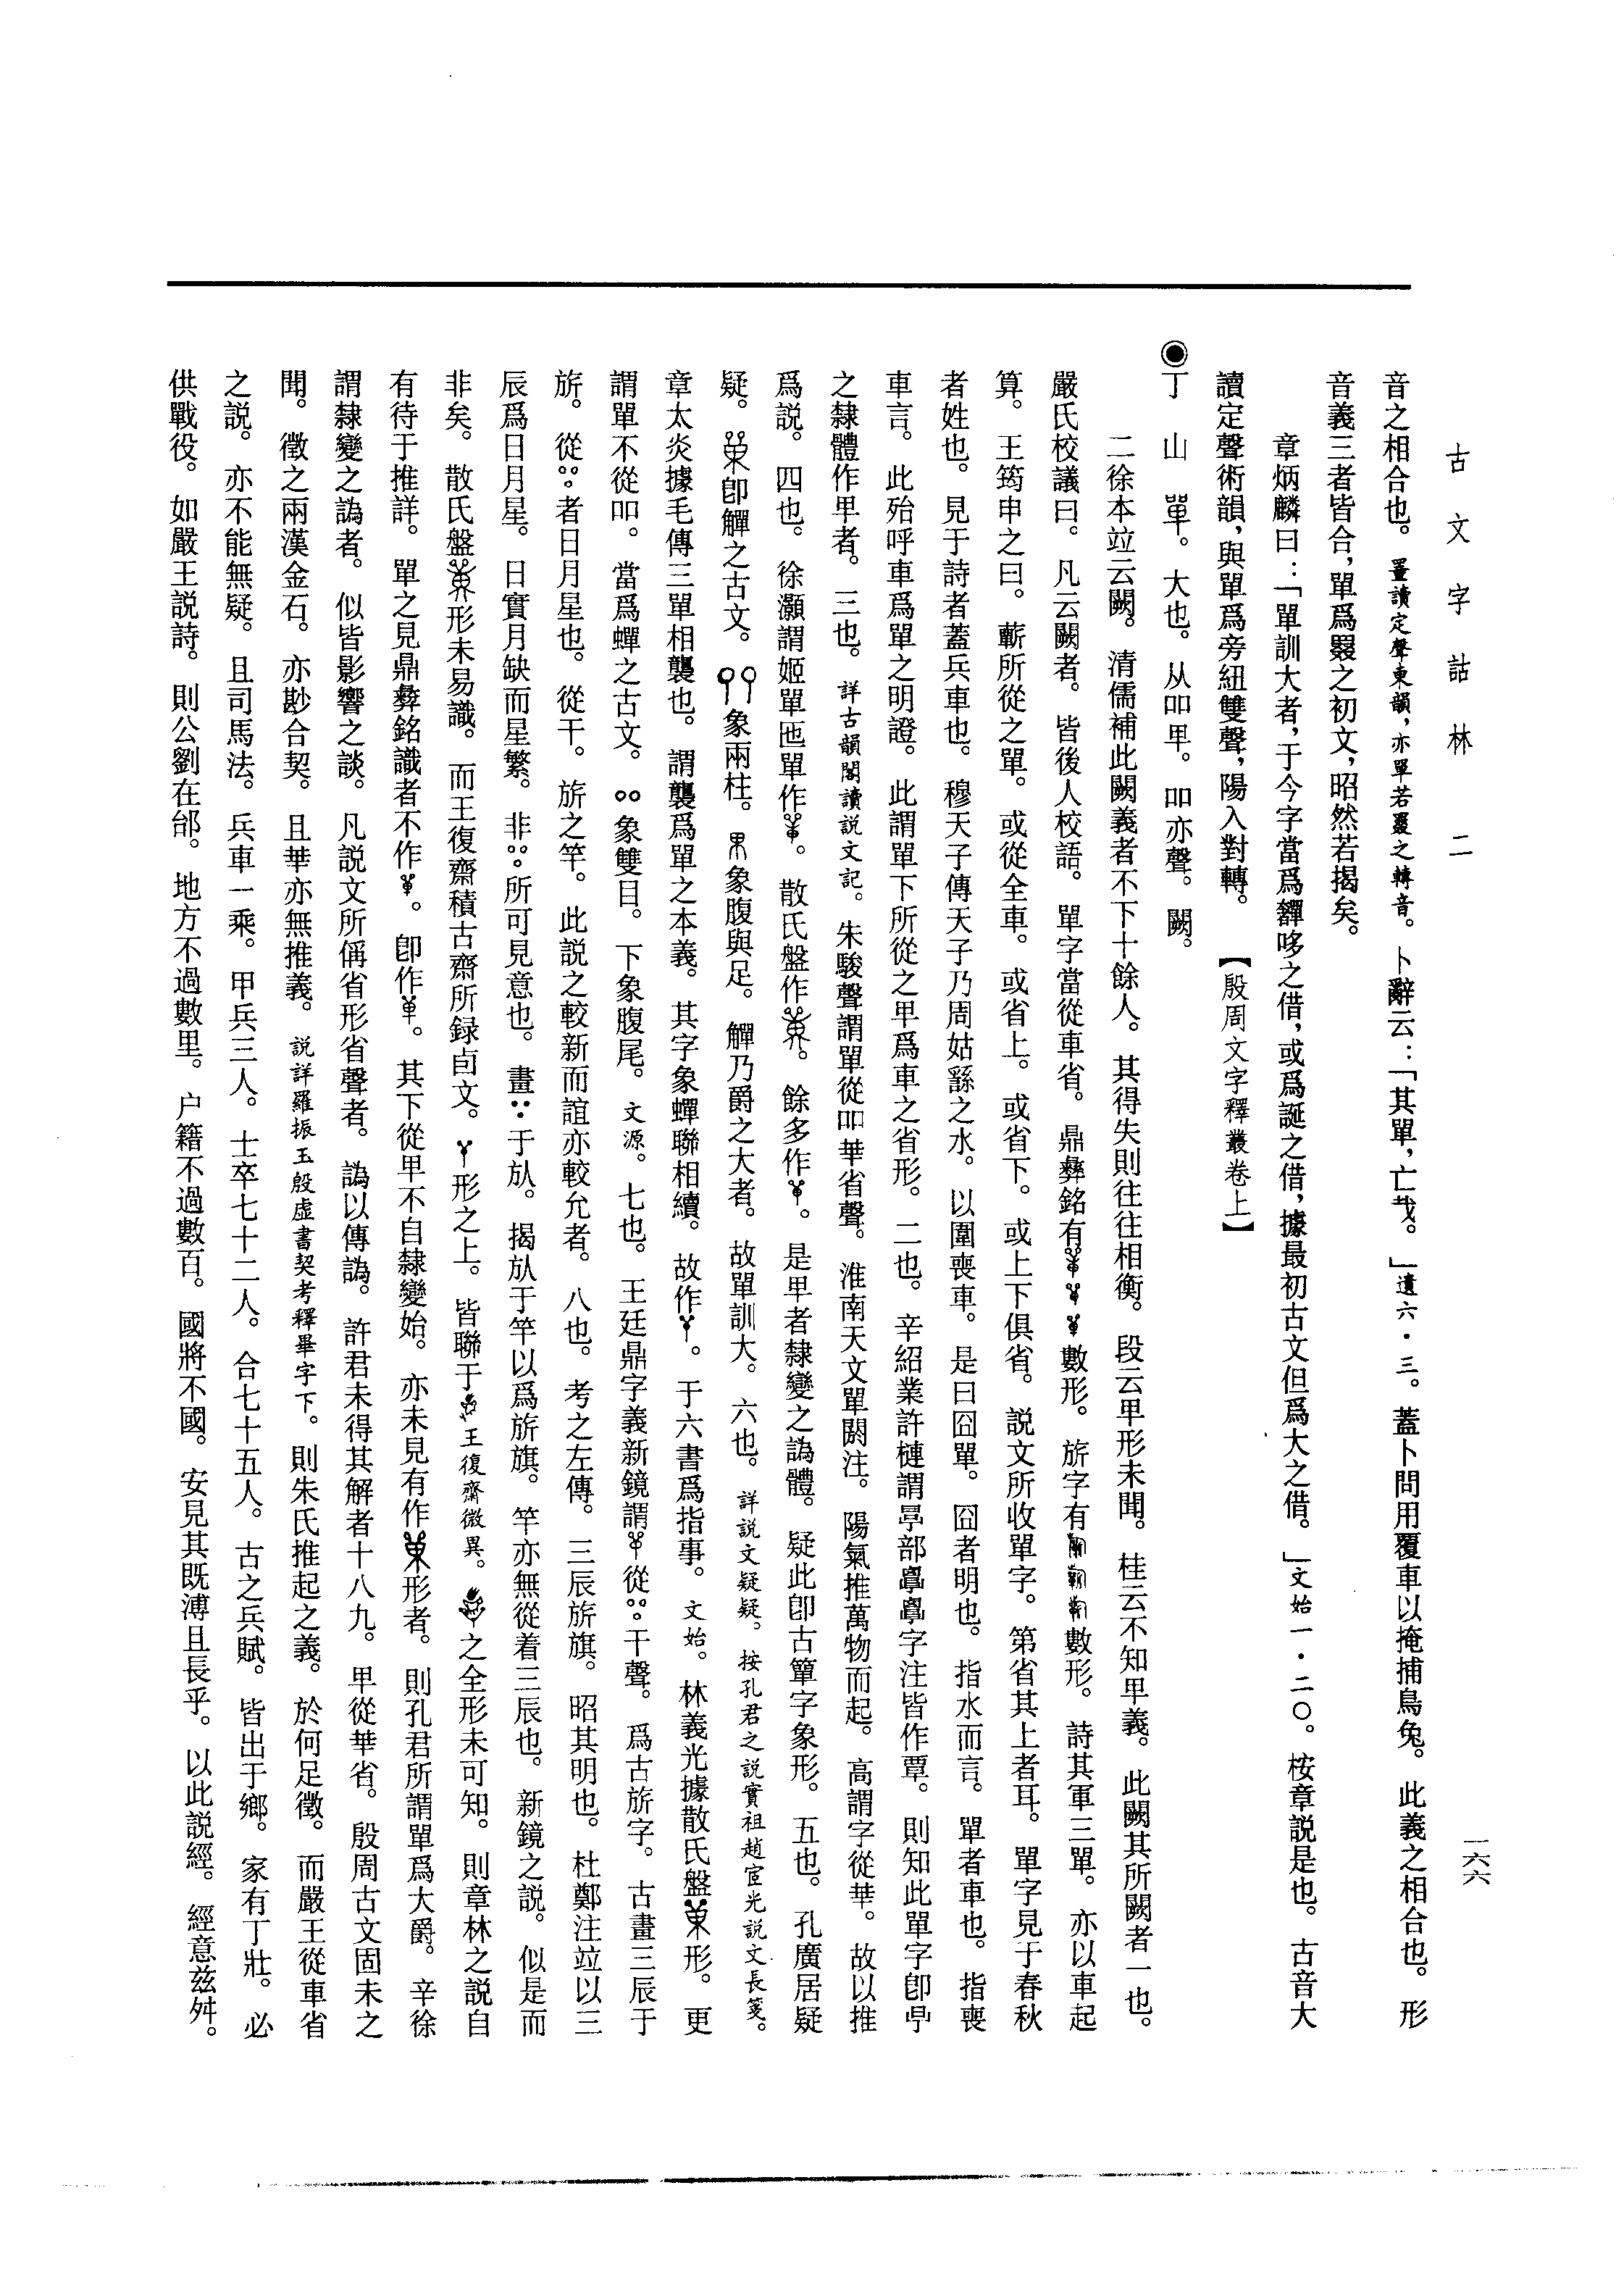 古文字詁林 二
一六六
音之相合也。畺讀定聲東韻，亦單若罬之轉音。卜辭云：「其單，亡𢦏。」遺六·三。蓋卜問用覆車以掩捕鳥兔。此義之相合也。形
音義三者皆合，單爲罬之初文，昭然若揭矣。
章炳麟曰：「單訓大者，于今字當爲奲哆之借，或爲誕之借，據最初古文但爲大之借。」文始一·二〇。桉章説是也。古音大
讀定聲術韻，與單爲旁紐雙聲，陽入對轉。【殷周文字釋叢卷上】
◉丁 山 單。大也。从吅𠦒。吅亦聲。闕。
二徐本竝云闕。清儒補此闕義者不下十餘人。其得失則往往相衡。段云𠦒形未聞。桂云不知𠦒義。此闕其所闕者一也。
嚴氏校議曰。凡云闕者。皆後人校語。單字當從車省。鼎彝銘有數形。旂字有數形。詩其軍三單。亦以車起
算。王筠申之曰。蘄所從之單。或從全車。或省上。或省下。或上下俱省。説文所收單字。第省其上者耳。單字見于春秋
者姓也。見于詩者蓋兵車也。穆天子傳天子乃周姑繇之水。以圍喪車。是曰囧單。囧者明也。指水而言。單者車也。指喪
車言。此殆呼車爲單之明證。此謂單下所從之𠦒爲車之省形。二也。辛紹業許槤謂部字注皆作覃。則知此單字卽
之隸體作𠦒者。三也。詳古韻閣讀説文記。朱駿聲謂單從吅華省聲。淮南天文單閼注。陽氣推萬物而起。高謂字從華。故以推
爲説。四也。徐灝謂姬單匜單作。散氏盤作。餘多作。是𠦒者隸變之譌體。疑此卽古簞字象形。五也。孔廣居疑
疑。卽觶之古文。象兩柱。象腹與足。觶乃爵之大者。故單訓大。六也。詳説文疑疑。按孔君之説實祖趙宧光説文長箋。
章太炎據毛傳三單相襲也。謂襲爲單之本義。其字象蟬聯相續。故作。于六書爲指事。文始。林義光據散氏盤形。更
謂單不從吅。當爲蟬之古文。象雙目。下象腹尾。文源。七也。王廷鼎字義新鏡謂從干聲。爲古旂字。古畫三辰于
旂。從者日月星也。從干。旂之竿。此説之較新而誼亦較允者。八也。考之左傳。三辰旂旗。昭其明也。杜鄭注竝以三
辰爲日月星。日實月缺而星繁。非所可見意也。畫于㫃。揭㫃于竿以爲旂旗。竿亦無從着三辰也。新鏡之説。似是而
非矣。散氏盤形未易識。而王復齋積古齋所録卣文。形之上。皆聯于王復齋微異。之全形未可知。則章林之説自
有待于推詳。單之見鼎彝銘識者不作。卽作。其下從𠦒不自隸變始。亦未見有作形者。則孔君所謂單爲大爵。辛徐
謂隸變之譌者。似皆影響之談。凡説文所偁省形省聲者。譌以傳譌。許君未得其解者十八九。𠦒從華省。殷周古文固未之
聞。徵之兩漢金石。亦尠合契。且華亦無推義。説詳羅振玉殷虛書契考釋畢字下。則朱氏推起之義。於何足徵。而嚴王從車省
之説。亦不能無疑。且司馬法。兵車一乘。甲兵三人。士卒七十二人。合七十五人。古之兵賦。皆出于鄉。家有丁壯。必
供戰役。如嚴王説詩。則公劉在邰。地方不過數里。户籍不過數百。國將不國。安見其既溥且長乎。以此説經。經意兹舛。